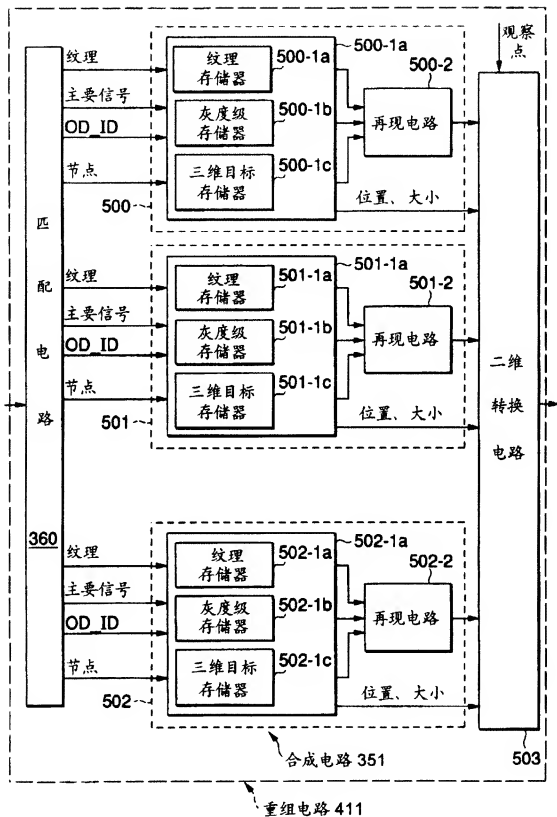 观察点
纹理
主要信号
OD_ID
节点
纹理存储器
500-1a
灰度级存储器
500-1b
三维目标存储器
500-1c
500-1a
500-2
再现电路
位置、大小
500
匹配电路
360
纹理
主要信号
OD_ID
节点
纹理存储器
501-1a
灰度级存储器
501-1b
三维目标存储器
501-1c
501-1a
501-2
再现电路
位置、大小
501
二维转换电路
纹理
主要信号
OD_ID
节点
纹理存储器
502-1a
灰度级存储器
502-1b
三维目标存储器
502-1c
502-1a
502-2
再现电路
位置、大小
502
503
合成电路 351
重组电路 411